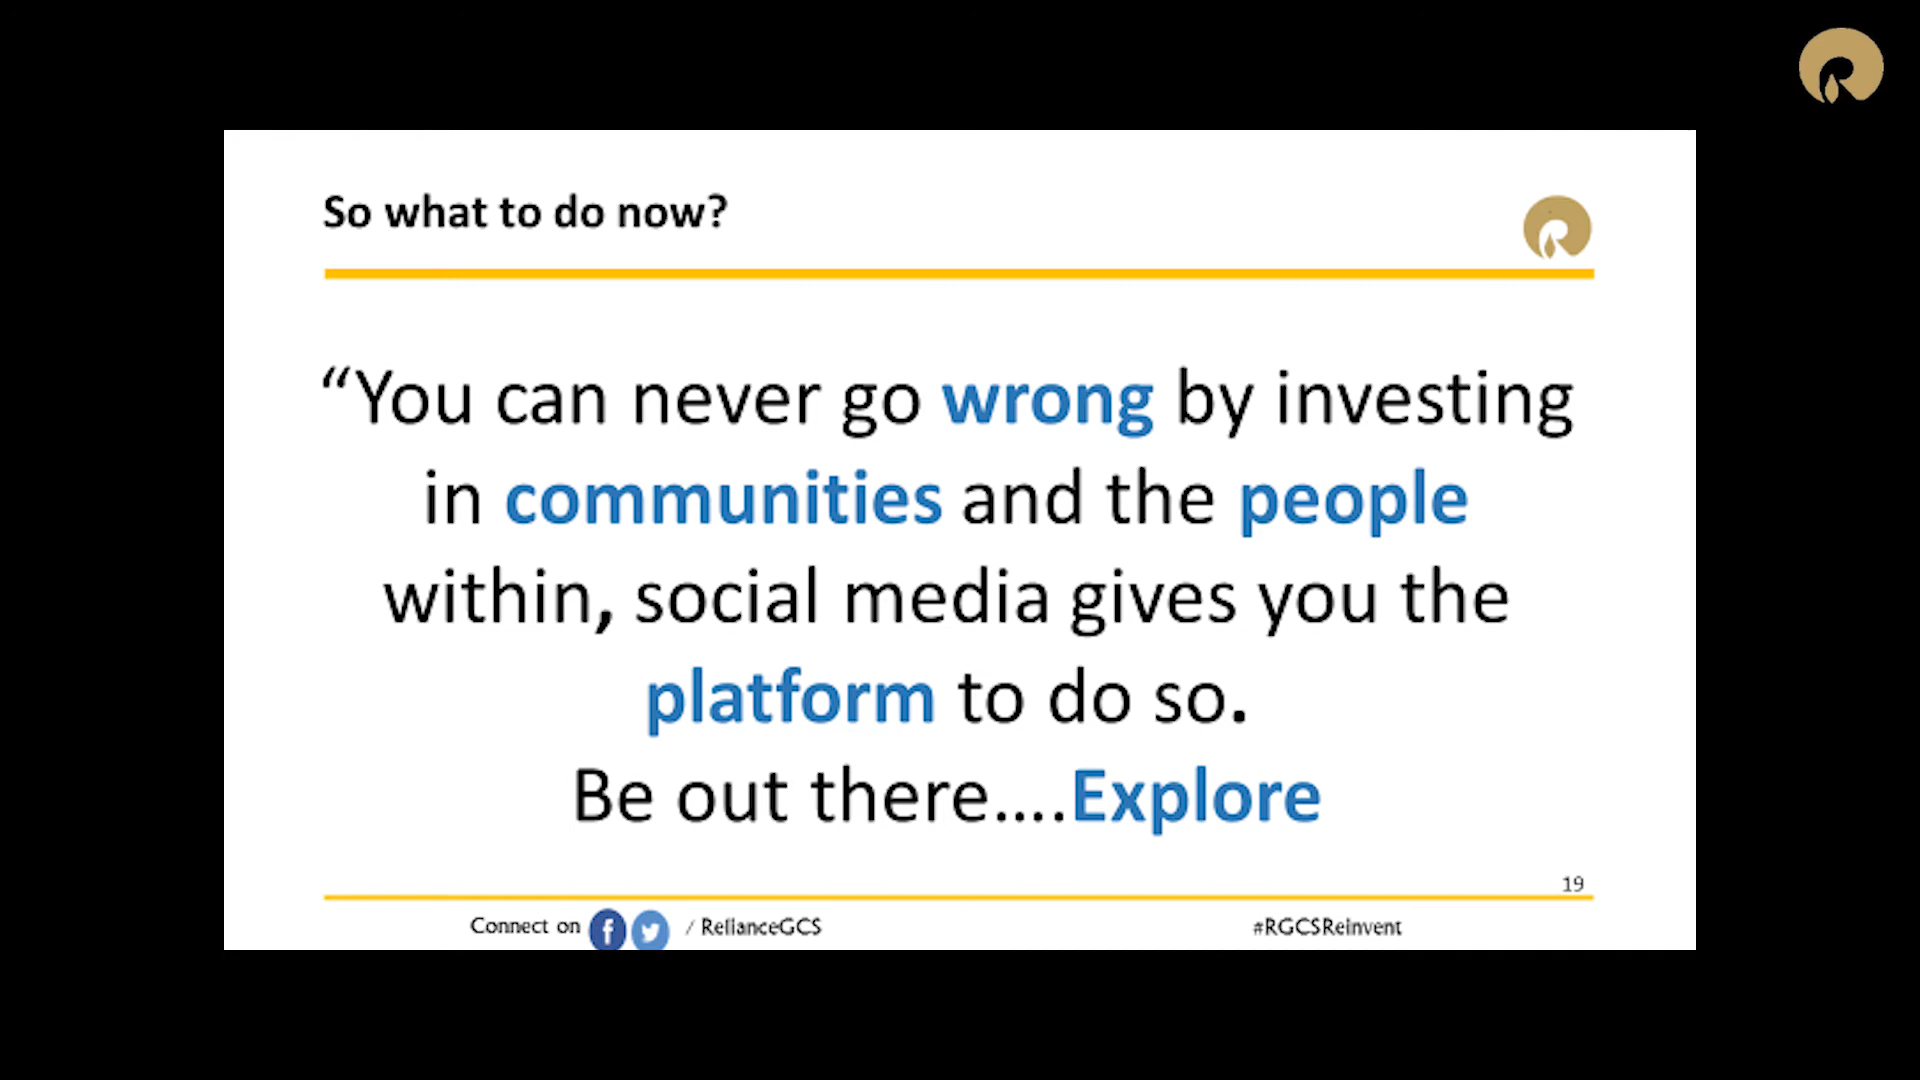 So what to do now?
“You can never go wrong by investing
in communities and the people
within, social media gives you the
platform to do so.
Be out there....Explore
19
Connect on / RelianceGCS
#RGCSReinvent